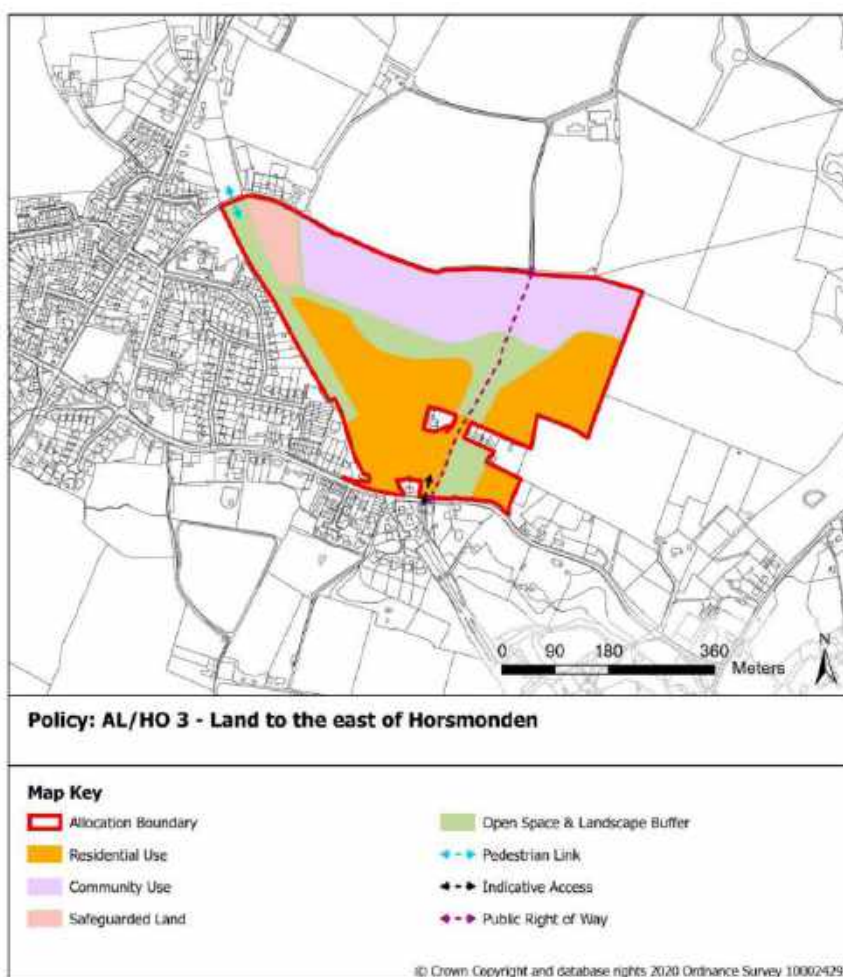 0 90 180 360
Meters
N
Policy: AL/HO 3 - Land to the east of Horsmonden
Map Key
Allocation Boundary
Residential Use
Community Use
Safeguarded Land
Open Space & Landscape Buffer
Pedestrian Link
Indicative Access
Public Right of Way
© Crown Copyright and database rights 2020 Ordnance Survey 10002429